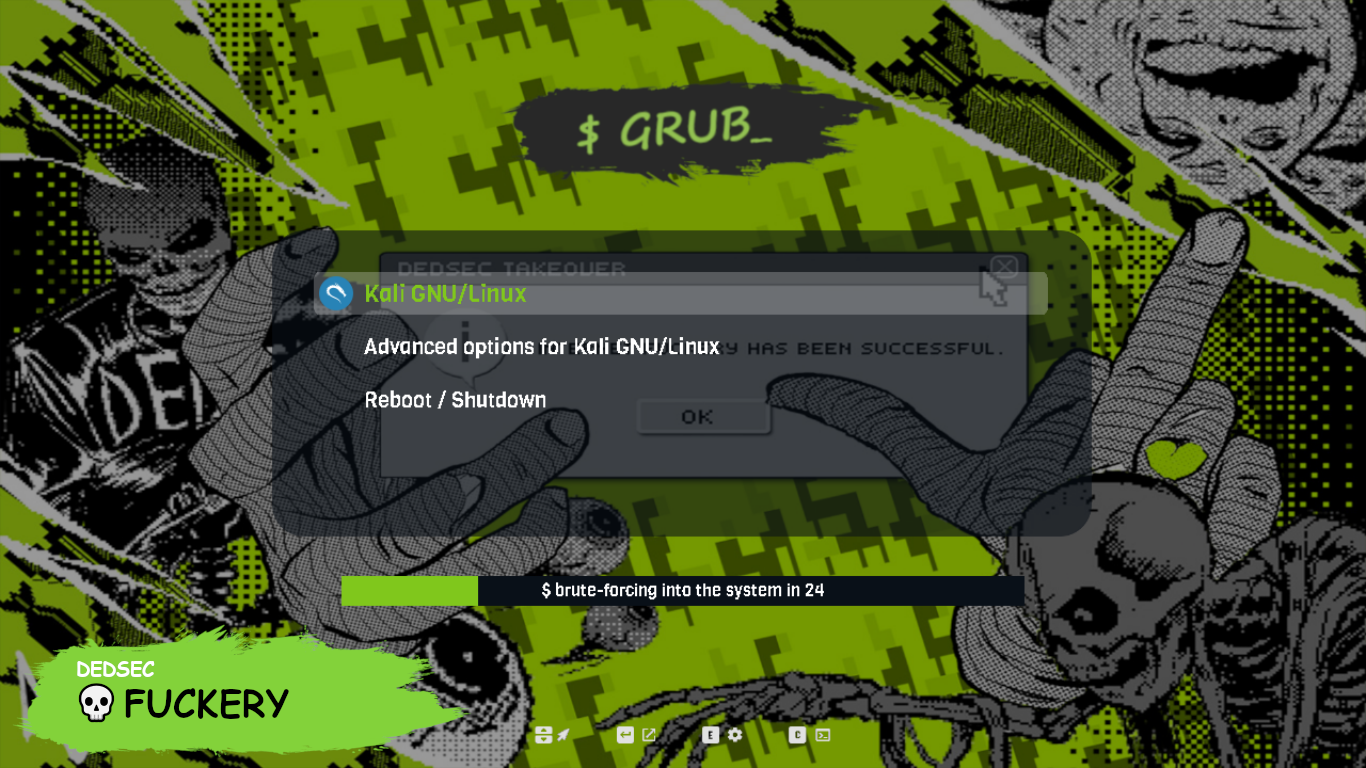 $ GRUB_
DEDSEC TAKEOVER
Kali GNU/Linux
Advanced options for Kali GNU/Linux
HAS BEEN SUCCESSFUL.
Reboot / Shutdown
OK
DE
$ brute-forcing into the system in 24
DEDSEC
FUCKERY
E
C